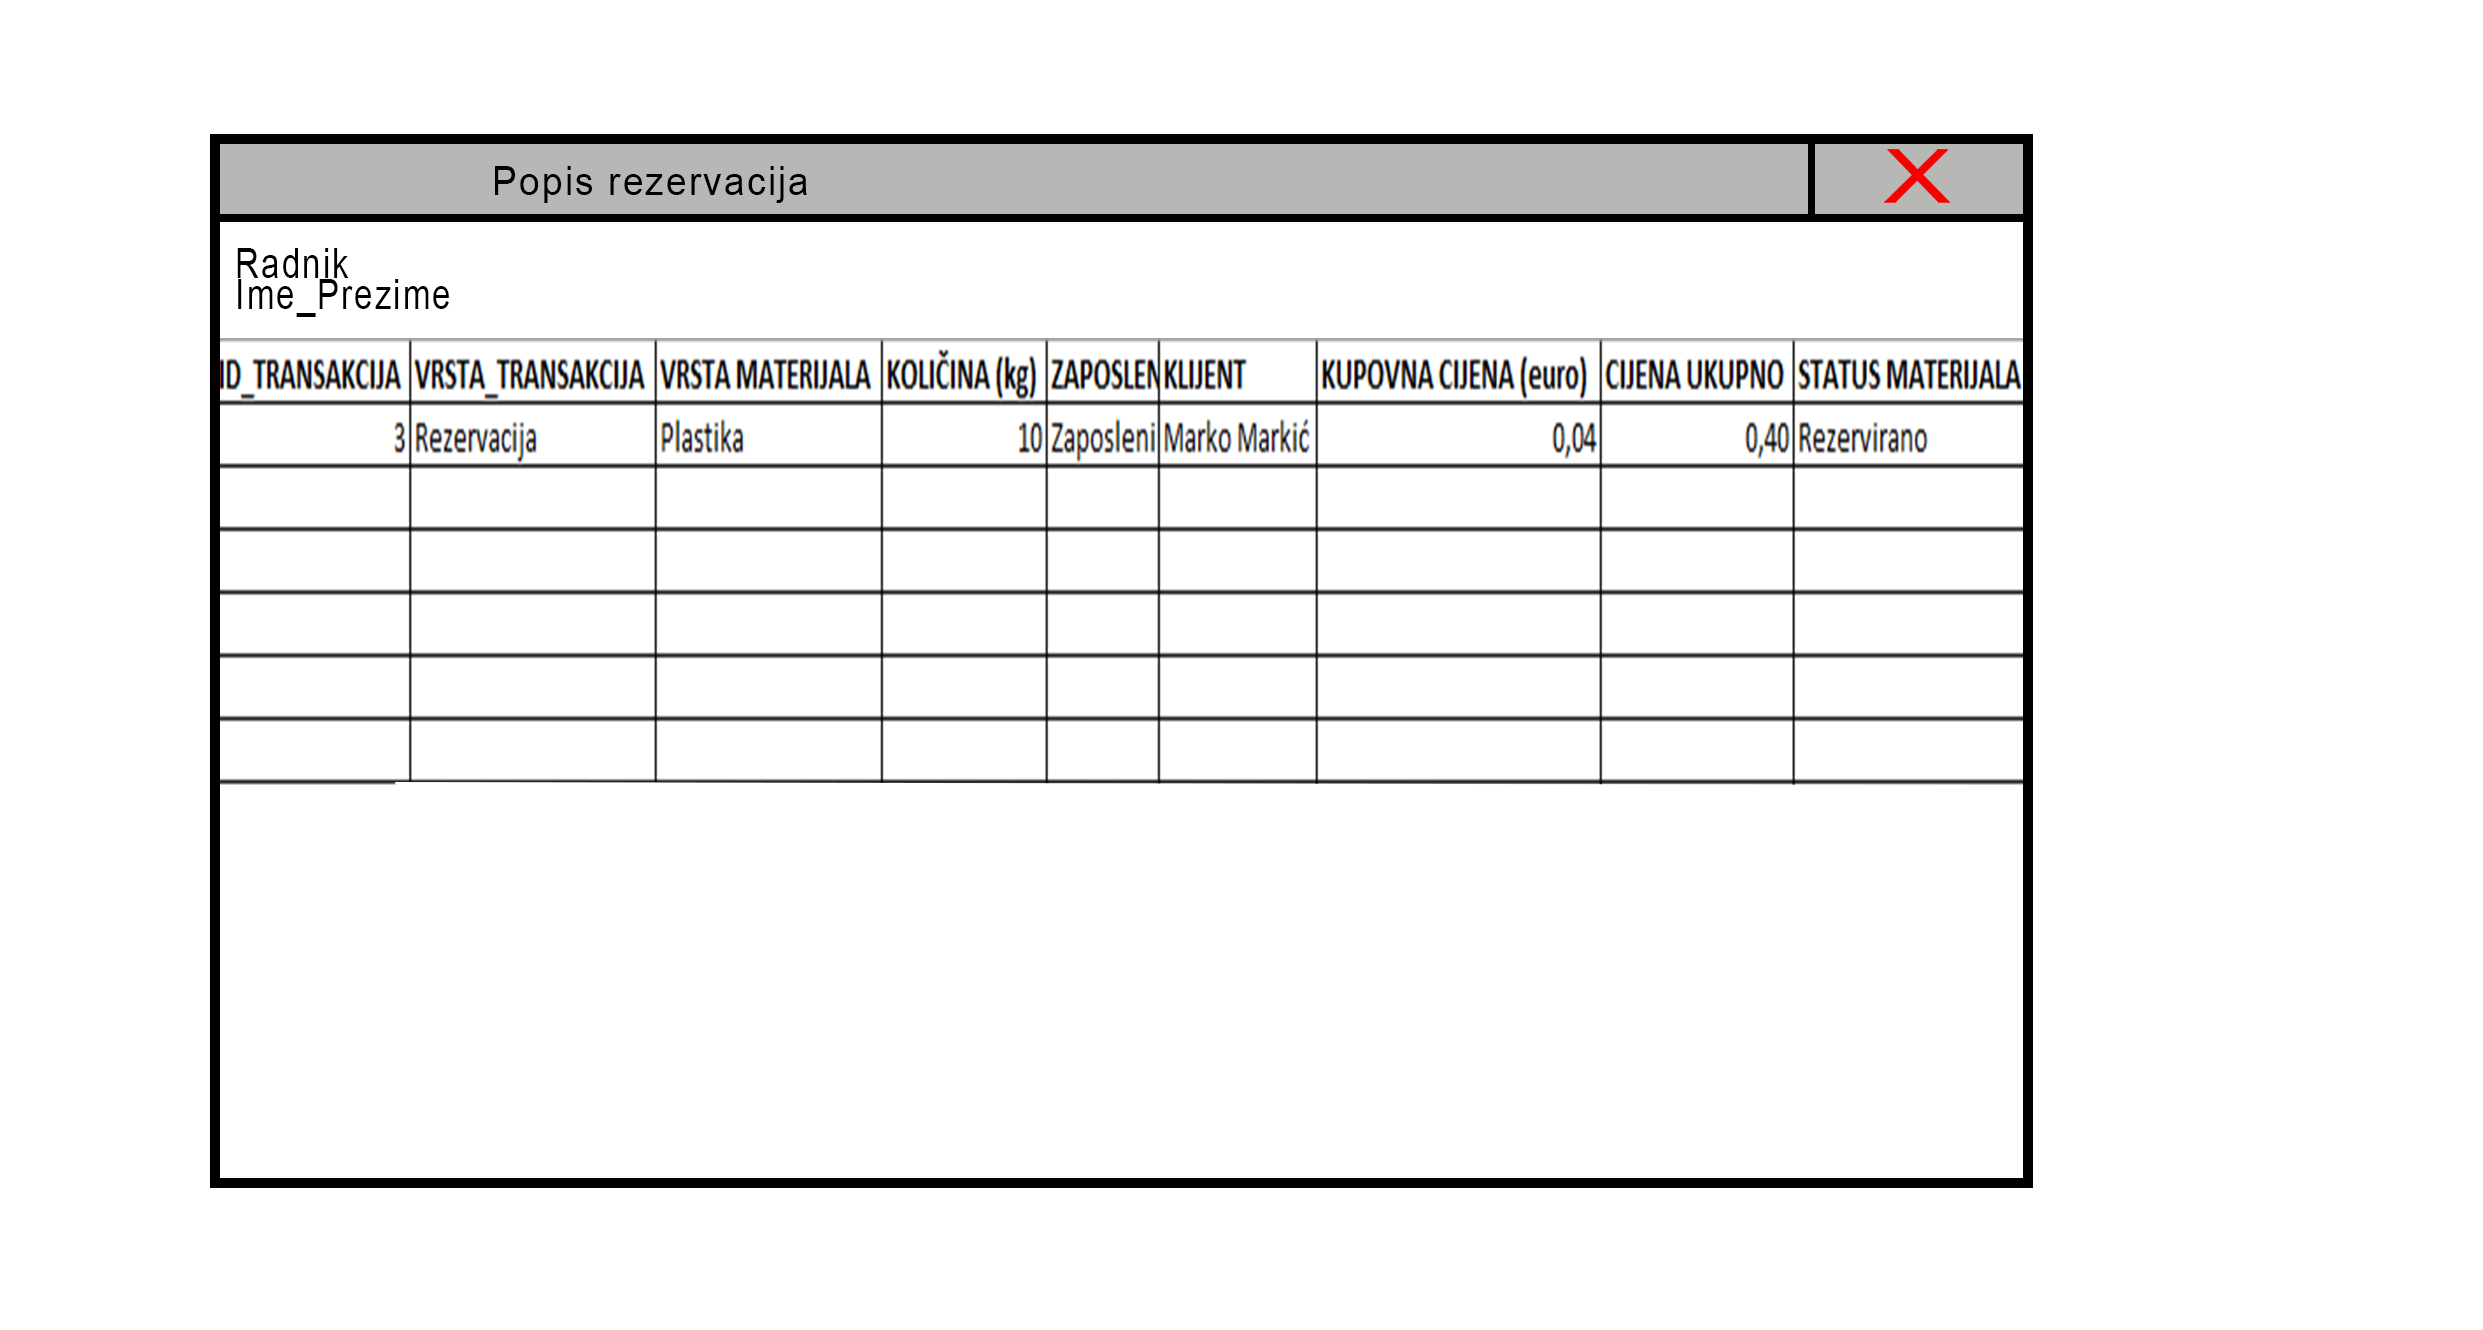 Popis rezervacija
Radnik
Ime_Prezime
ID_TRANSAKCIJA VRSTA_TRANSAKCIJA VRSTA MATERIJALA KOLIČINA (kg) ZAPOSLEN KLIJENT KUPOVNA CIJENA (euro) CIJENA UKUPNO STATUS MATERIJALA
3 Rezervacija Plastika 10 Zaposleni Marko Markić 0,04 0,40 Rezervirano